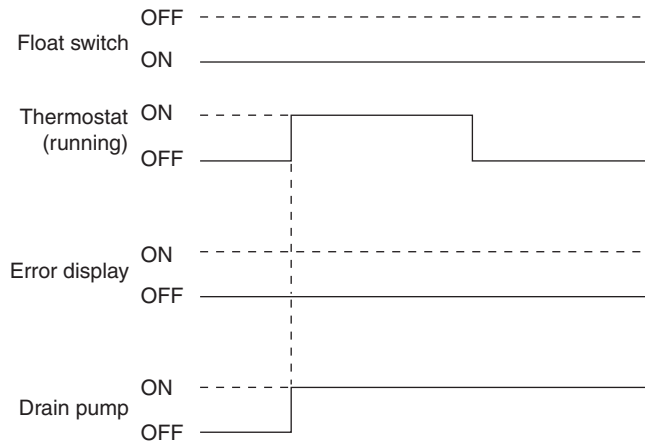 OFF
Float switch
ON
Thermostat
(running)
ON
OFF
Error display
ON
OFF
Drain pump
ON
OFF